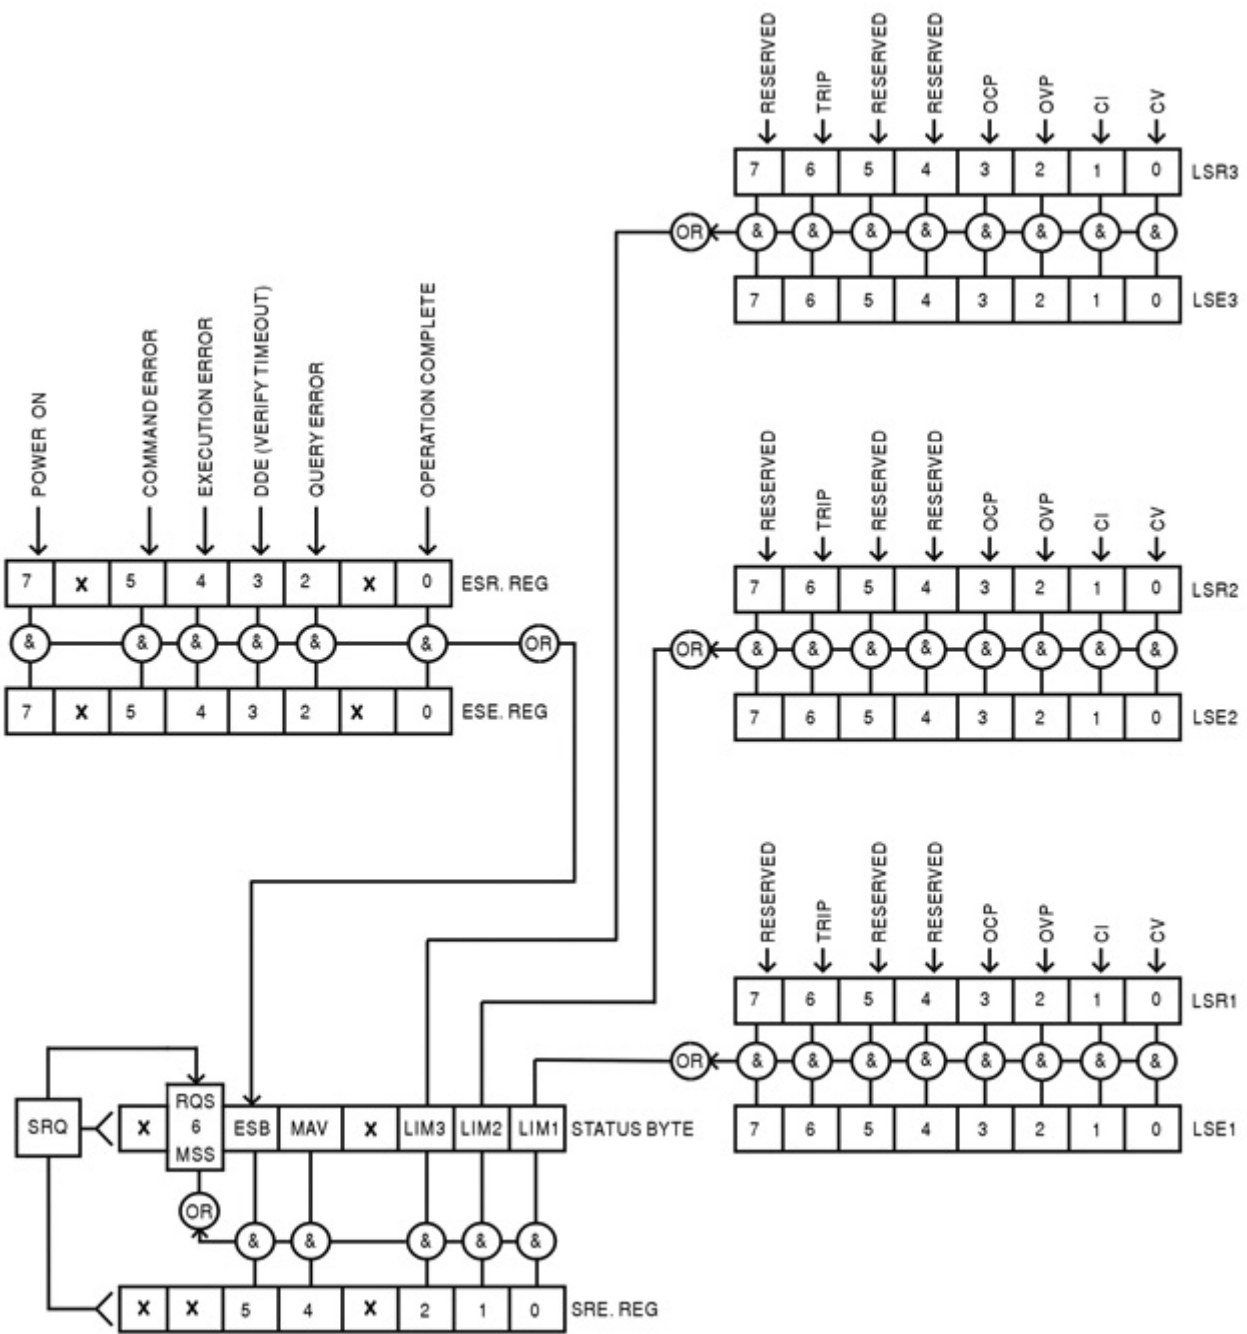 RESERVED TRIP RESERVED RESERVED OCP OVP CI CV
7 6 5 4 3 2 1 0 LSR3
OR & & & & & & & &
7 6 5 4 3 2 1 0 LSE3
POWER ON COMMAND ERROR EXECUTION ERROR DDE (VERIFY TIMEOUT) QUERY ERROR OPERATION COMPLETE
7 X 5 4 3 2 X 0 ESR. REG
& & & & & & OR
7 X 5 4 3 2 X 0 ESE. REG
RESERVED TRIP RESERVED RESERVED OCP OVP CI CV
7 6 5 4 3 2 1 0 LSR2
OR & & & & & & & &
7 6 5 4 3 2 1 0 LSE2
RESERVED TRIP RESERVED RESERVED OCP OVP CI CV
7 6 5 4 3 2 1 0 LSR1
OR & & & & & & & &
7 6 5 4 3 2 1 0 LSE1
SRQ X RQS 6 MSS ESB MAV X LIM3 LIM2 LIM1 STATUS BYTE
OR & & & & &
X X 5 4 X 2 1 0 SRE. REG